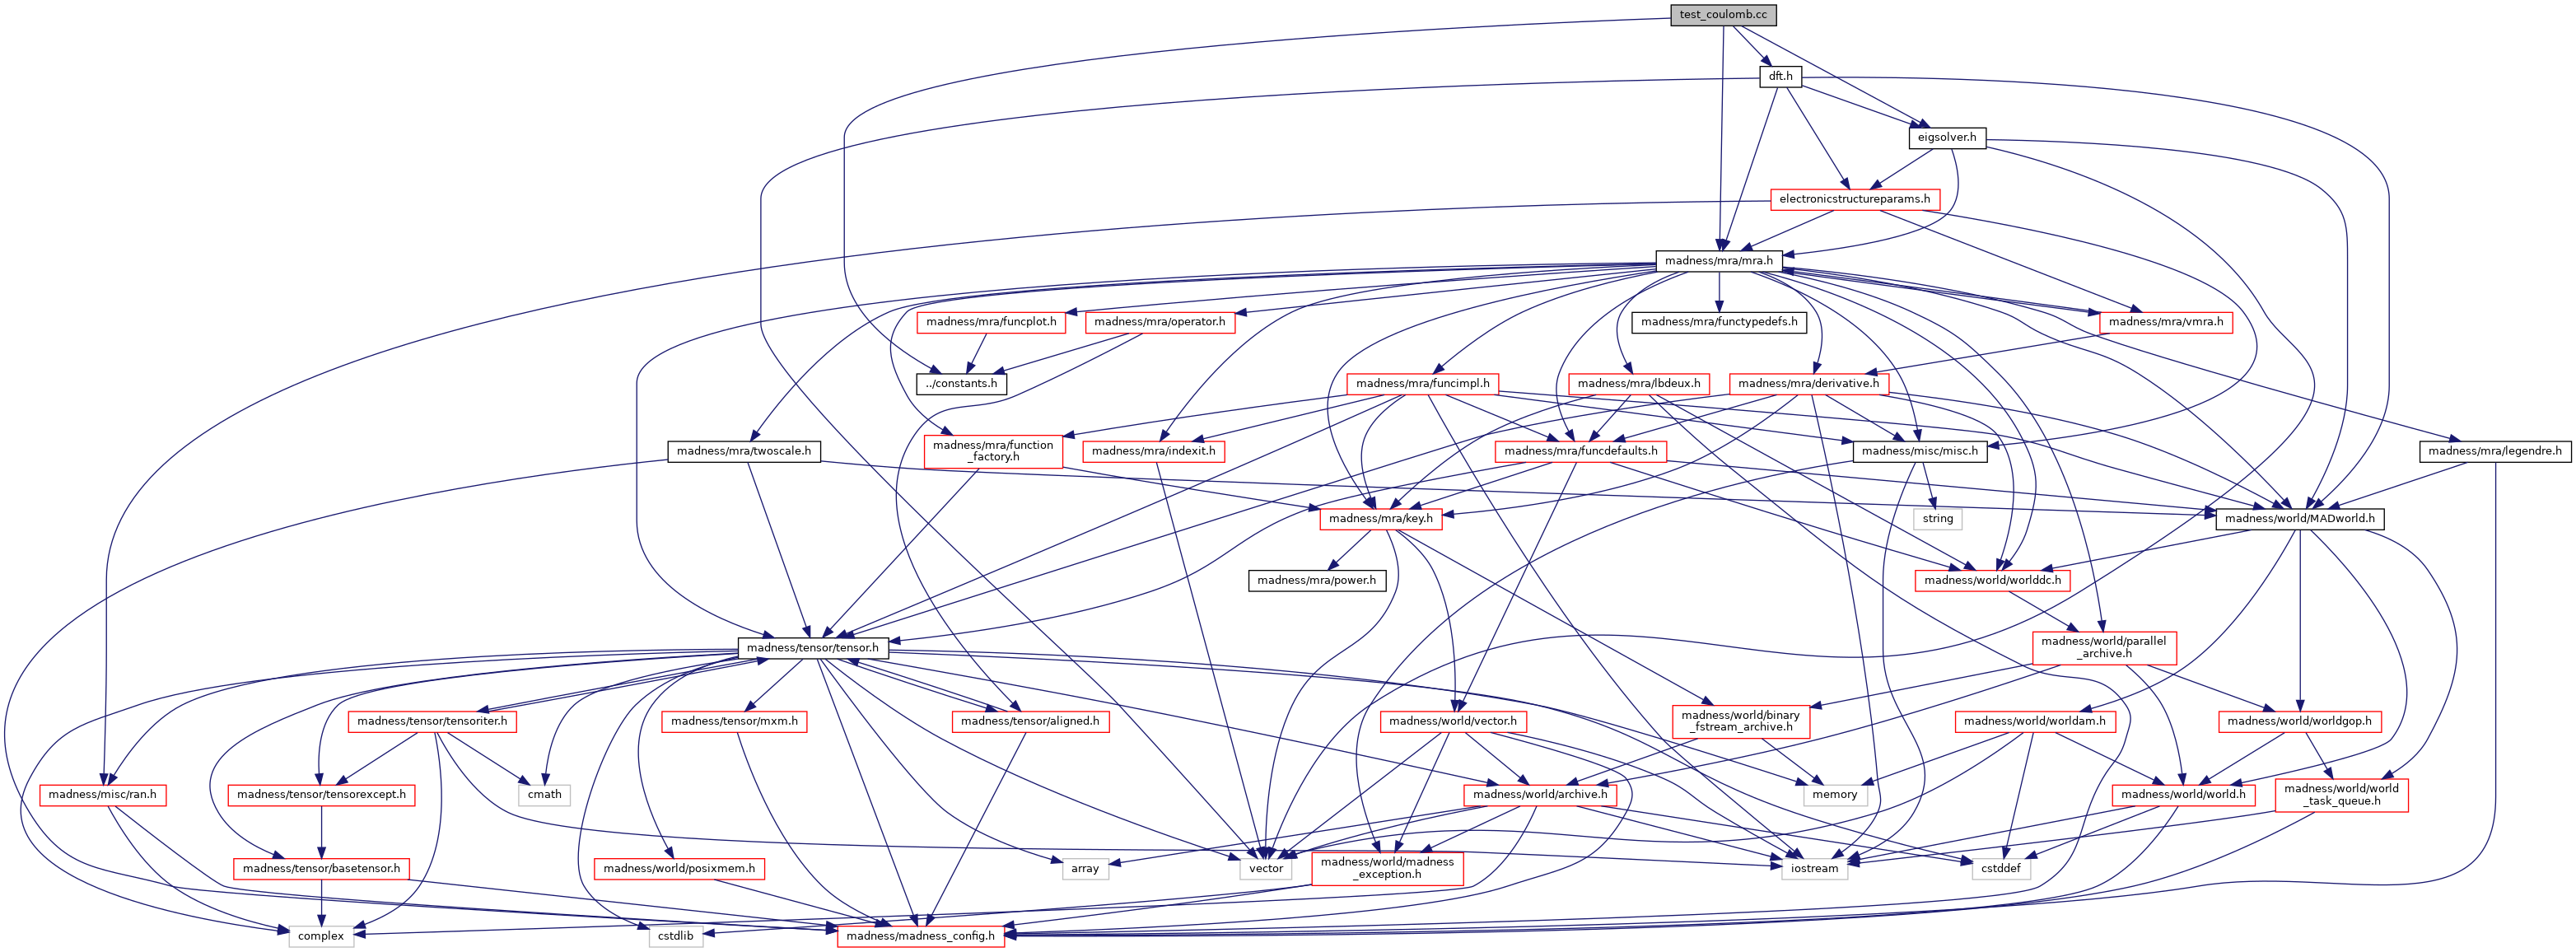 test_coulomb.cc
dft.h
eigsolver.h
electronicstructureparams.h
madness/mra/mra.h
madness/mra/funcplot.h
madness/mra/operator.h
madness/mra/functypedefs.h
madness/mra/vmra.h
../constants.h
madness/mra/funcimpl.h
madness/mra/lbdeux.h
madness/mra/derivative.h
madness/mra/twoscale.h
madness/mra/function
_factory.h
madness/mra/indexit.h
madness/mra/funcdefaults.h
madness/misc/misc.h
madness/mra/legendre.h
madness/mra/key.h
string
madness/world/MADworld.h
madness/mra/power.h
madness/world/worlddc.h
madness/tensor/tensor.h
madness/world/parallel
_archive.h
madness/tensor/tensoriter.h
madness/tensor/mxm.h
madness/tensor/aligned.h
madness/world/vector.h
madness/world/binary
_fstream_archive.h
madness/world/worldam.h
madness/world/worldgop.h
madness/misc/ran.h
madness/tensor/tensorexcept.h
cmath
madness/world/archive.h
memory
madness/world/world.h
madness/world/world
_task_queue.h
madness/tensor/basetensor.h
madness/world/posixmem.h
array
vector
madness/world/madness
_exception.h
iostream
cstddef
complex
cstdlib
madness/madness_config.h